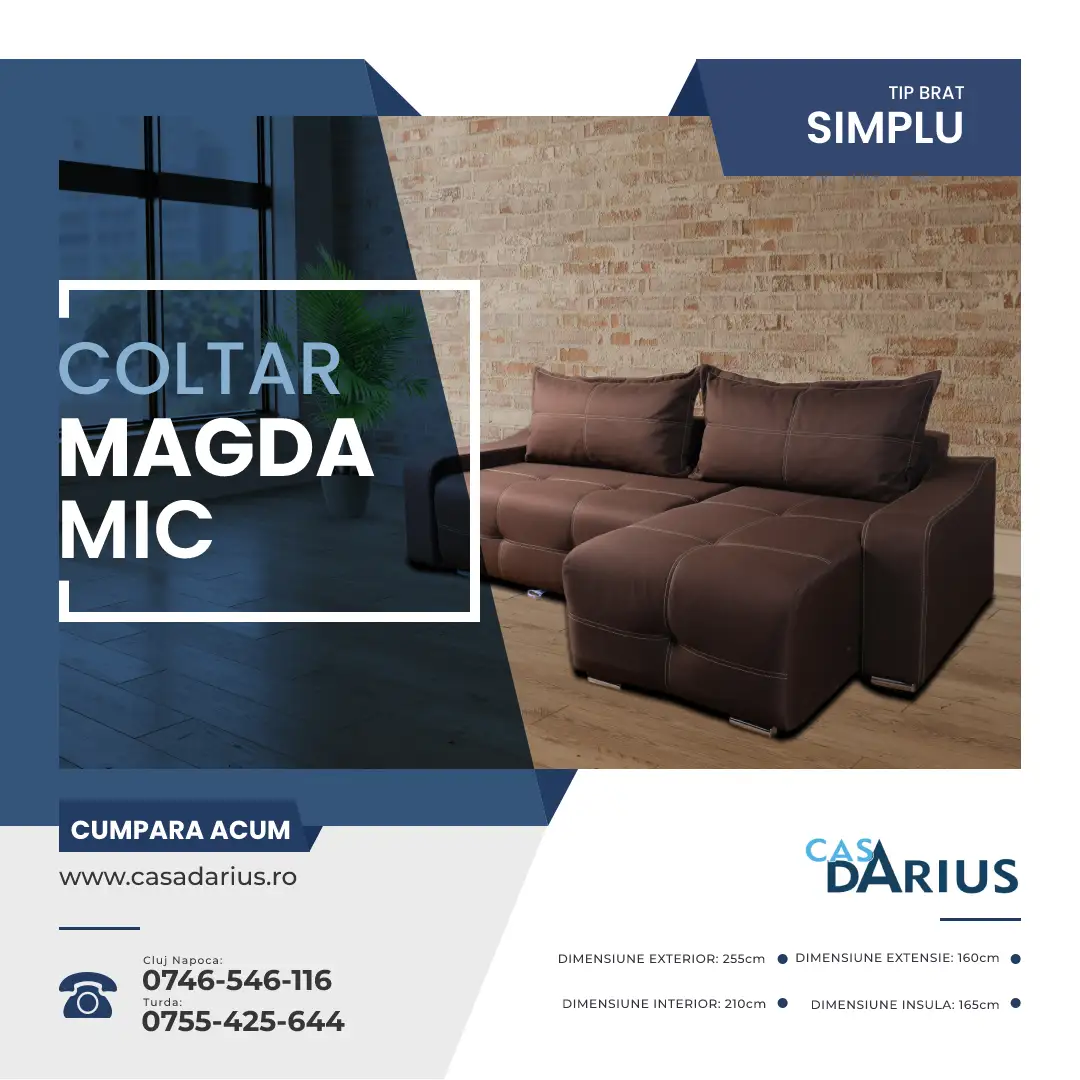 TIP BRAT
SIMPLU
COLTAR
MAGDA
MIC
CUMPARA ACUM
www.casadarius.ro
CASA
DARIUS
Cluj Napoca:
0746-546-116
Turda:
0755-425-644
DIMENSIUNE EXTERIOR: 255cm
DIMENSIUNE EXTENSIE: 160cm
DIMENSIUNE INTERIOR: 210cm
DIMENSIUNE INSULA: 165cm